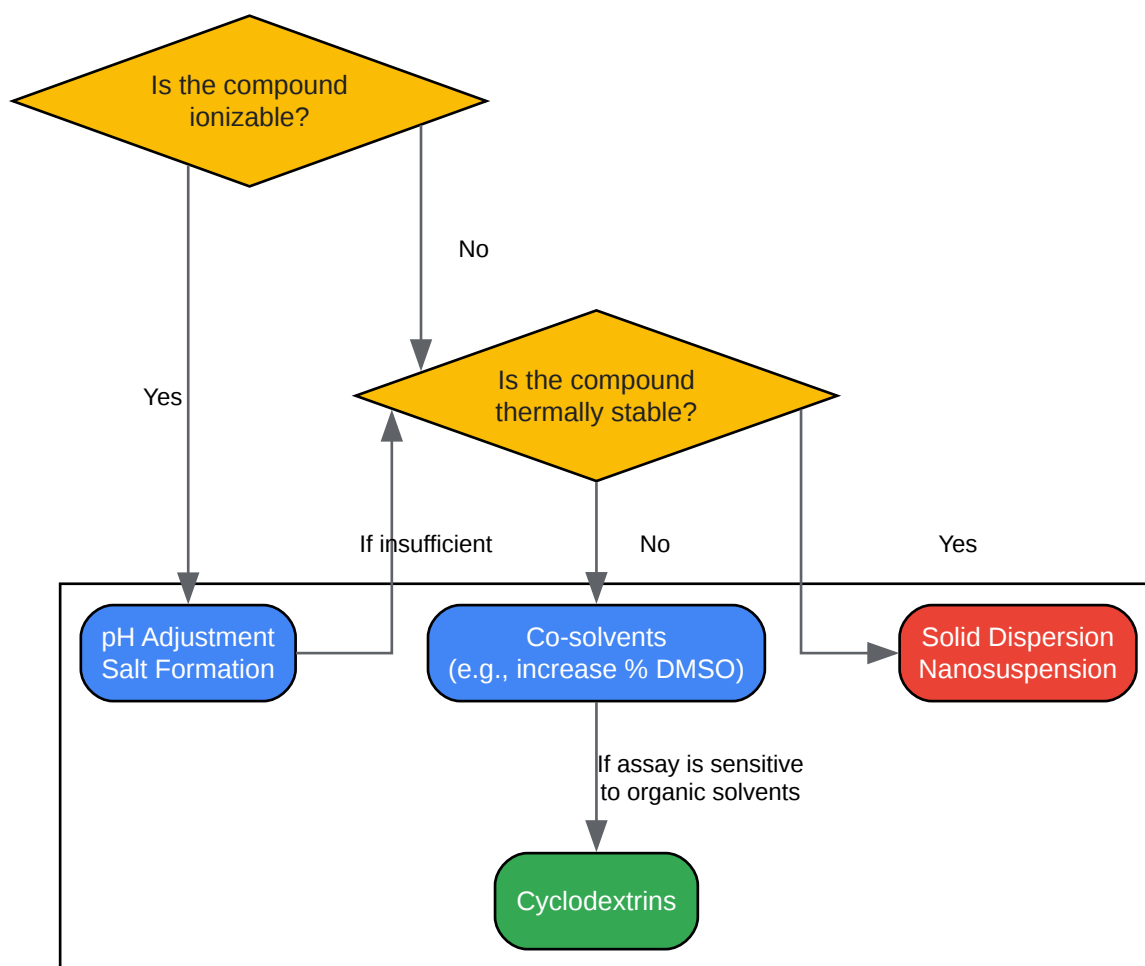 Is the compound
ionizable?
No
Is the compound
thermally stable?
Yes
If insufficient
No
Yes
pH Adjustment
Salt Formation
Co-solvents
(e.g., increase % DMSO)
Solid Dispersion
Nanosuspension
If assay is sensitive
to organic solvents
Cyclodextrins